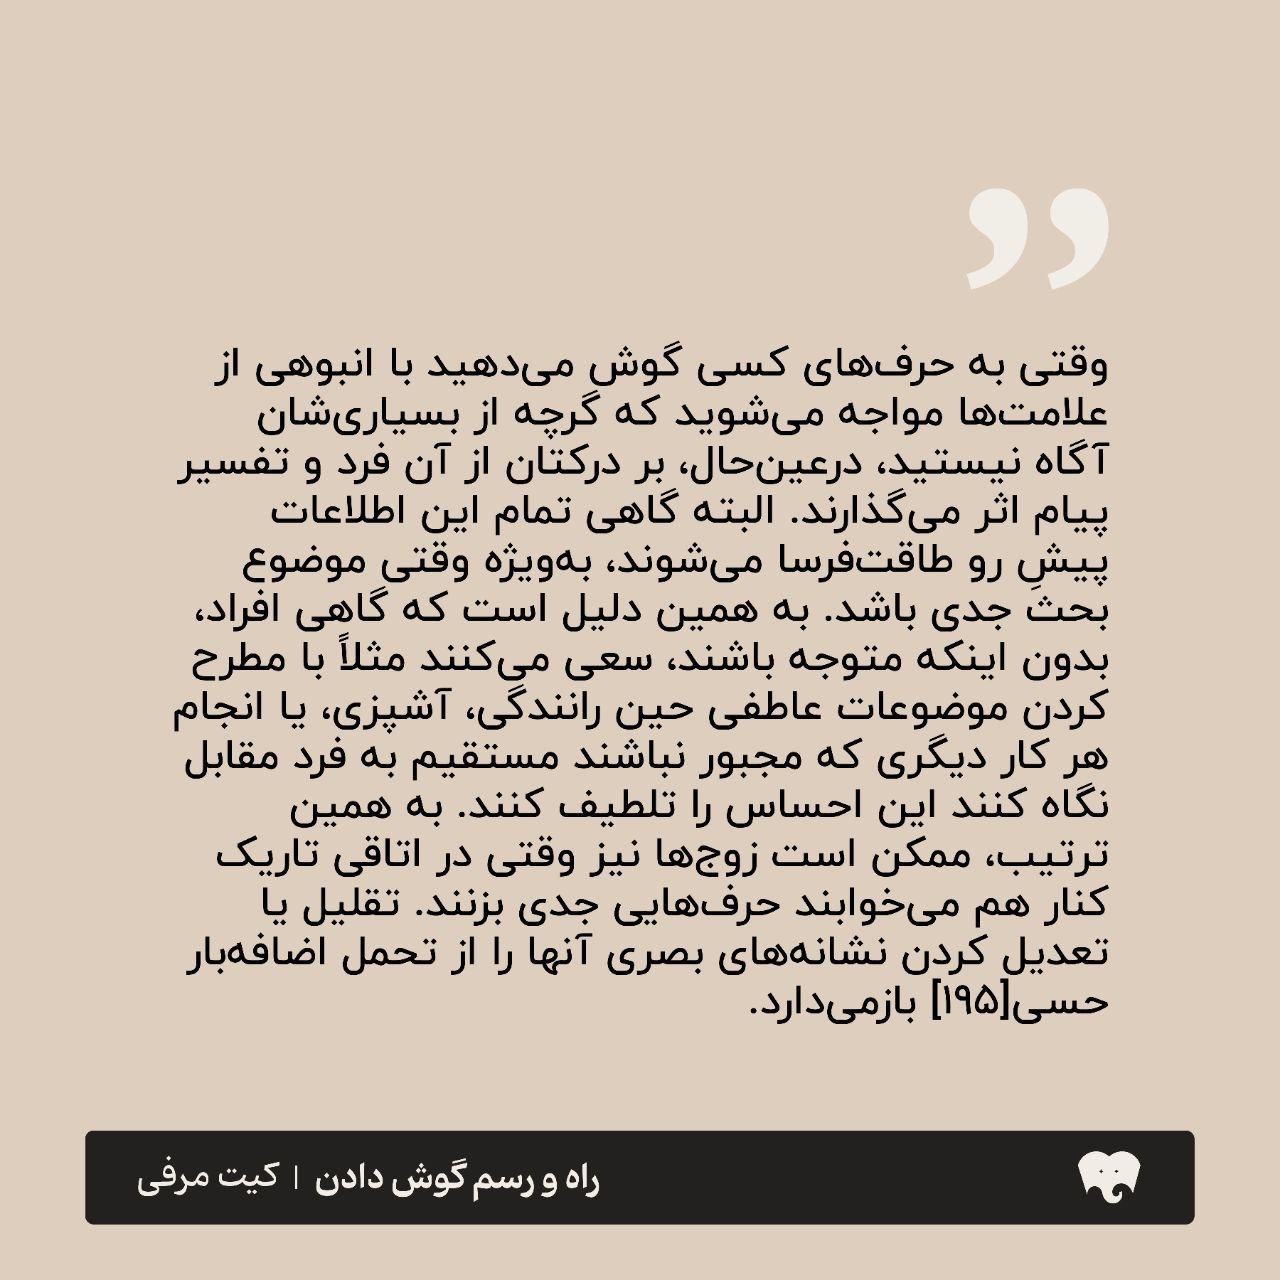 ”
وقتی به حرف‌های کسی گوش می‌دهید با انبوهی از
علامت‌ها مواجه می‌شوید که گرچه از بسیاری‌شان
آگاه نیستید، درعین‌حال، بر درکتان از آن فرد و تفسیر
پیام اثر می‌گذارند. البته گاهی تمام این اطلاعات
پیشِ رو طاقت‌فرسا می‌شوند، به‌ویژه وقتی موضوع
بحث جدی باشد. به همین دلیل است که گاهی افراد،
بدون اینکه متوجه باشند، سعی می‌کنند مثلاً با مطرح
کردن موضوعات عاطفی حین رانندگی، آشپزی، یا انجام
هر کار دیگری که مجبور نباشند مستقیم به فرد مقابل
نگاه کنند این احساس را تلطیف کنند. به همین
ترتیب، ممکن است زوج‌ها نیز وقتی در اتاقی تاریک
کنار هم می‌خوابند حرف‌هایی جدی بزنند. تقلیل یا
تعدیل کردن نشانه‌های بصری آنها را از تحمل اضافه‌بار
حسی[۱۹۵] بازمی‌دارد.
راه و رسم گوش دادن | کیت مرفی